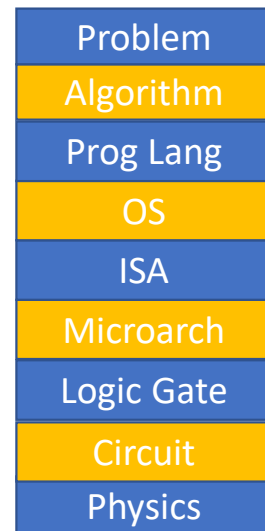 Problem
Algorithm
Prog Lang
OS
ISA
Microarch
Logic Gate
Circuit
Physics